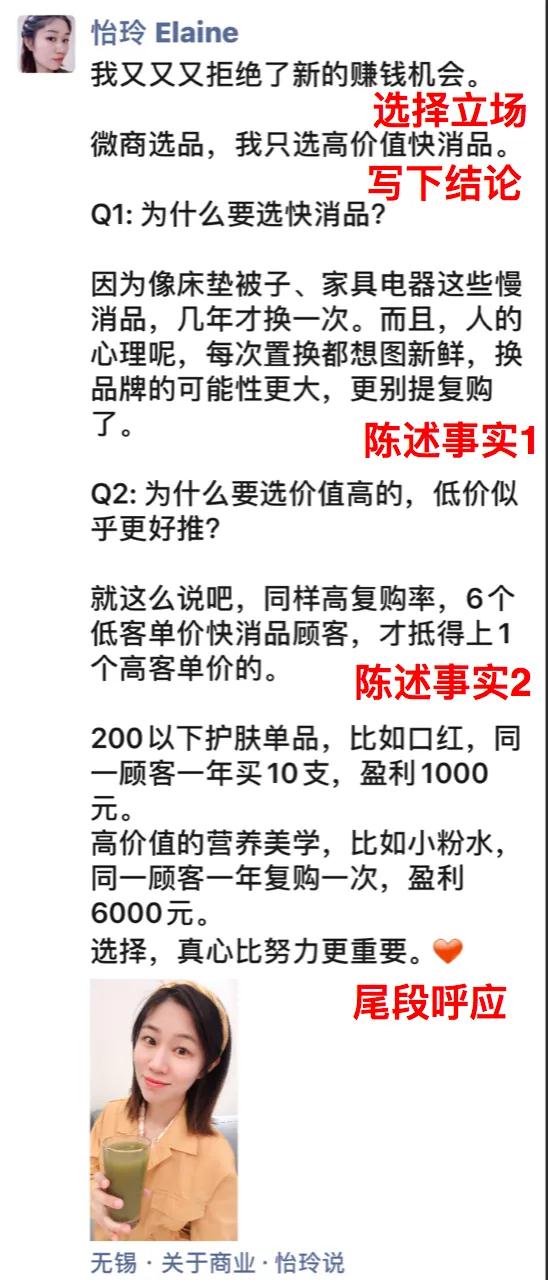 怡玲 Elaine
我又又又拒绝了新的赚钱机会。
选择立场
微商选品，我只选高价值快消品。
写下结论
Q1: 为什么要选快消品？
因为像床垫被子、家具电器这些慢
消品，几年才换一次。而且，人的
心理呢，每次置换都想图新鲜，换
品牌的可能性更大，更别提复购
了。
陈述事实1
Q2: 为什么要选价值高的，低价似
乎更好推？
就这么说吧，同样高复购率，6个
低客单价快消品顾客，才抵得上1
个高客单价的。
陈述事实2
200以下护肤单品，比如口红，同
一顾客一年买10支，盈利1000
元。
高价值的营养美学，比如小粉水，
同一顾客一年复购一次，盈利
6000元。
选择，真心比努力更重要。
尾段呼应
无锡 · 关于商业 · 怡玲说